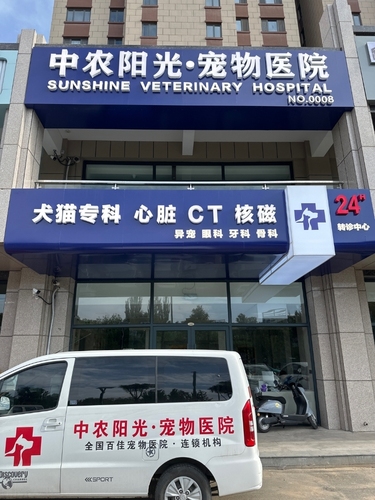 中农阳光·宠物医院
SUNSHINE VETERINARY HOSPITAL
NO.0008
犬猫专科 心脏 CT 核磁
异宠 眼科 牙科 骨科
24H
转诊中心
中农阳光·宠物医院
全国百佳宠物医院·连锁机构
Discovery
SPORT